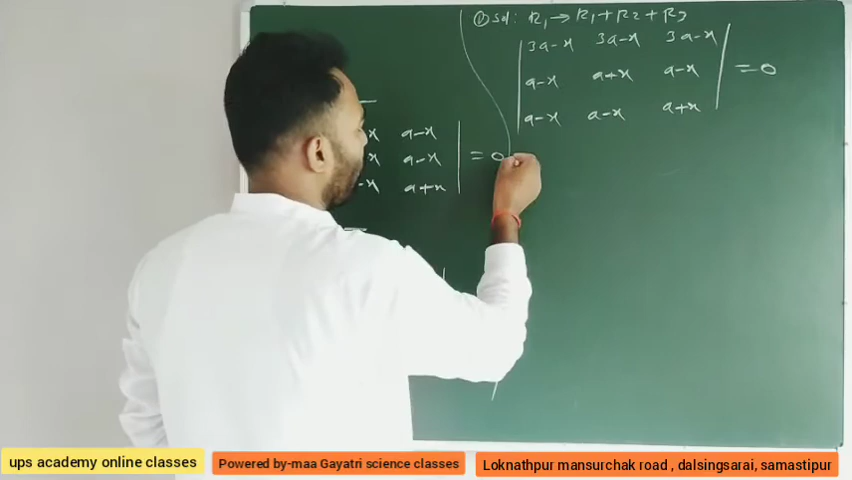 ① Sol: R₁ → R₁ + R₂ + R₃
3a-x 3a-x 3a-x
a-x a+x a-x = 0
a-x a-x a+x
x a-x
x a-x = 0
-x a+x
ups academy online classes
Powered by-maa Gayatri science classes
Loknathpur mansurchak road , dalsingsarai, samastipur